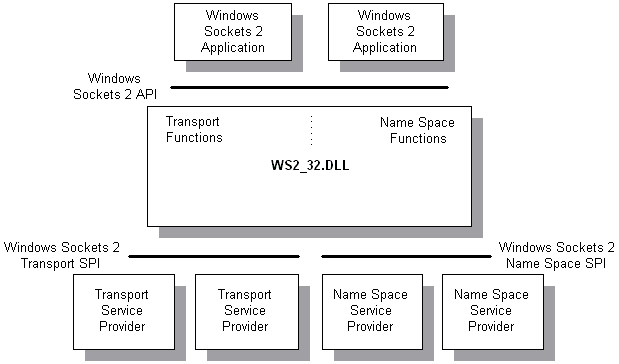 Windows
Sockets 2
Application
Windows
Sockets 2
Application
Windows
Sockets 2 API
Transport
Functions
Name Space
Functions
WS2_32.DLL
Windows Sockets 2
Transport SPI
Windows Sockets 2
Name Space SPI
Transport
Service
Provider
Transport
Service
Provider
Name Space
Service
Provider
Name Space
Service
Provider